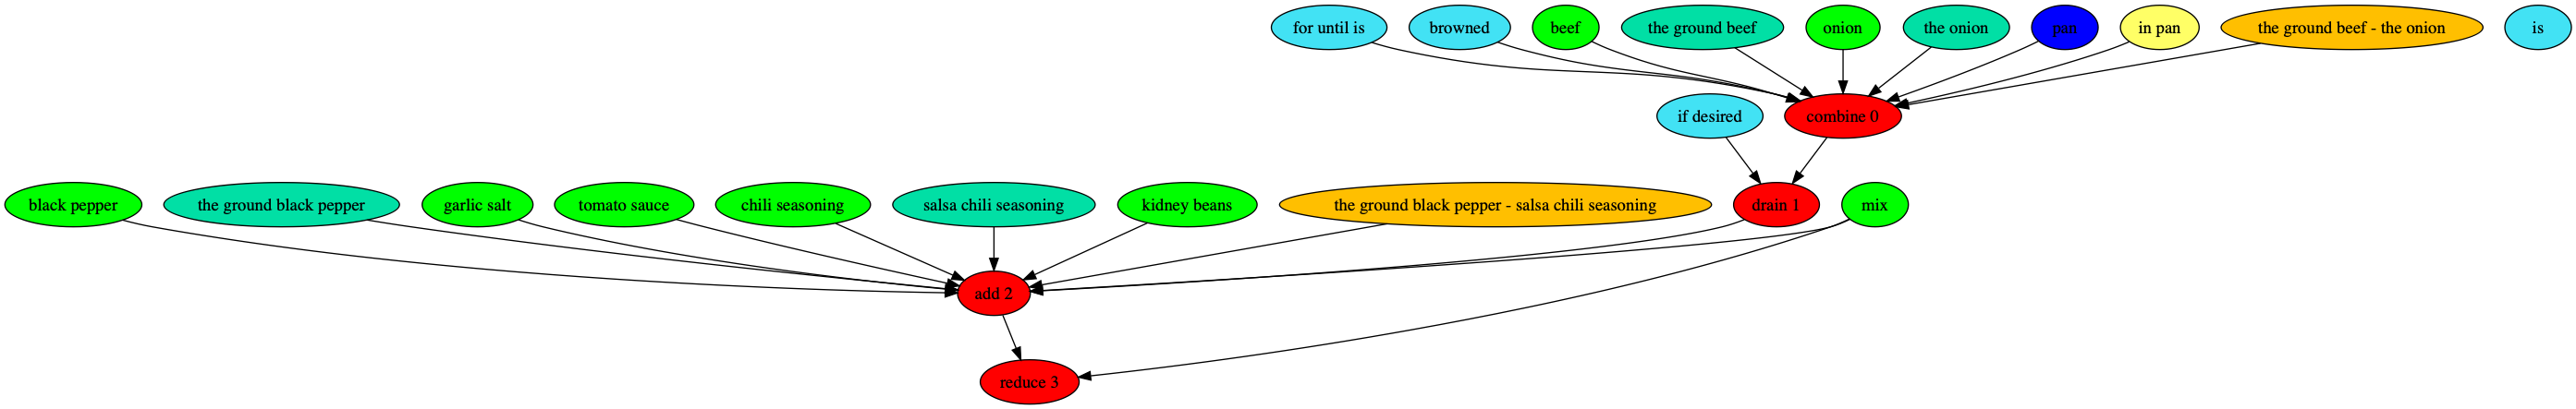 for until is
browned
beef
the ground beef
onion
the onion
pan
in pan
the ground beef - the onion
is
if desired
combine 0
black pepper
the ground black pepper
garlic salt
tomato sauce
chili seasoning
salsa chili seasoning
kidney beans
the ground black pepper - salsa chili seasoning
drain 1
mix
add 2
reduce 3